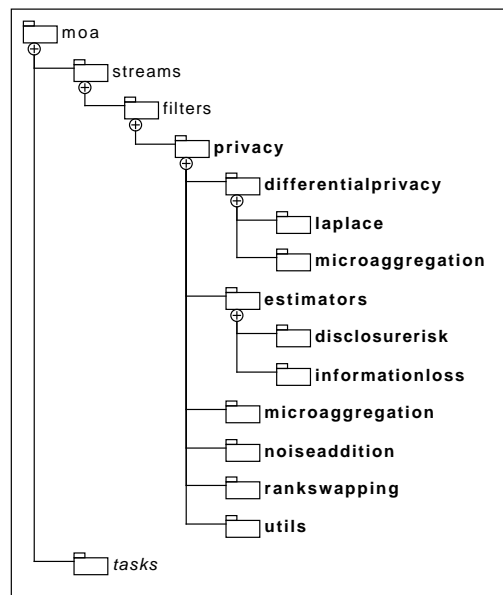 moa
streams
filters
privacy
differentialprivacy
laplace
microaggregation
estimators
disclosurerisk
informationloss
microaggregation
noiseaddition
rankswapping
utils
tasks